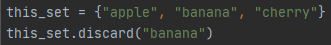 this_set = {"apple", "banana", "cherry"}
this_set.discard("banana")